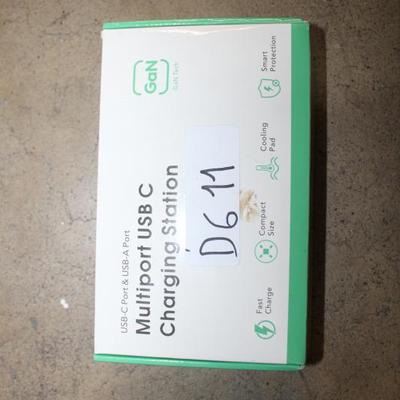 GaN
GaN Tech
USB-C Port & USB-A Port
Multiport USB C
Charging Station
D611
Fast
Charge
Compact
Size
Cooling
Pad
Smart
Protection